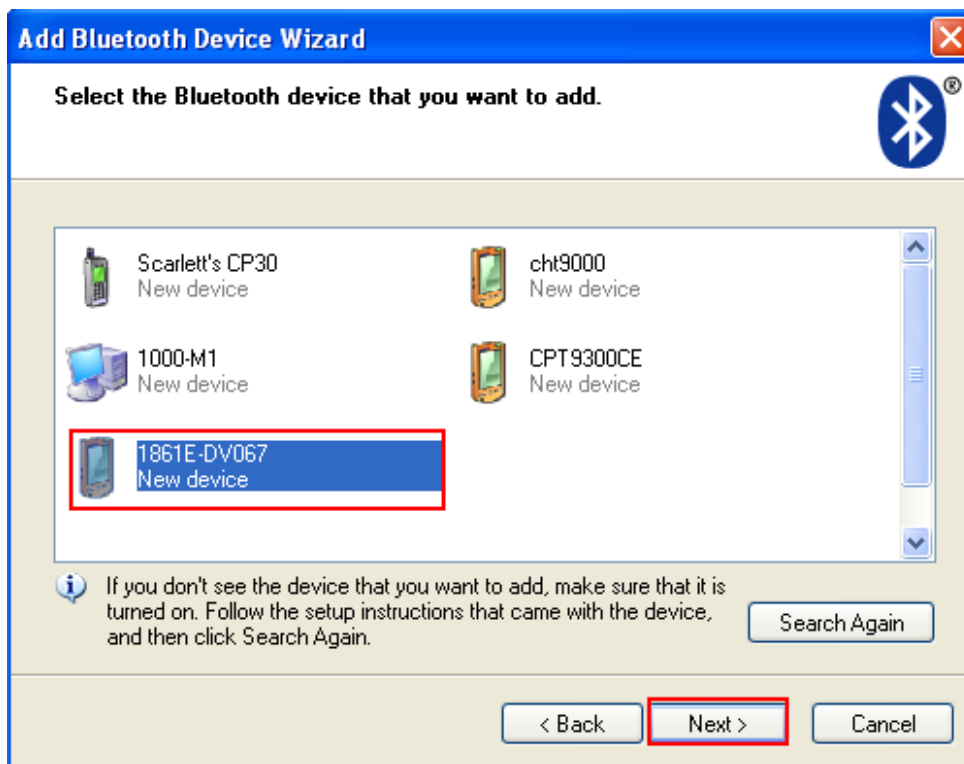 Add Bluetooth Device Wizard
Select the Bluetooth device that you want to add.
®
Scarlett's CP30
New device
cht9000
New device
1000-M1
New device
CPT9300CE
New device
1861E-DV067
New device
If you don't see the device that you want to add, make sure that it is
turned on. Follow the setup instructions that came with the device,
and then click Search Again.
Search Again
< Back
Next >
Cancel